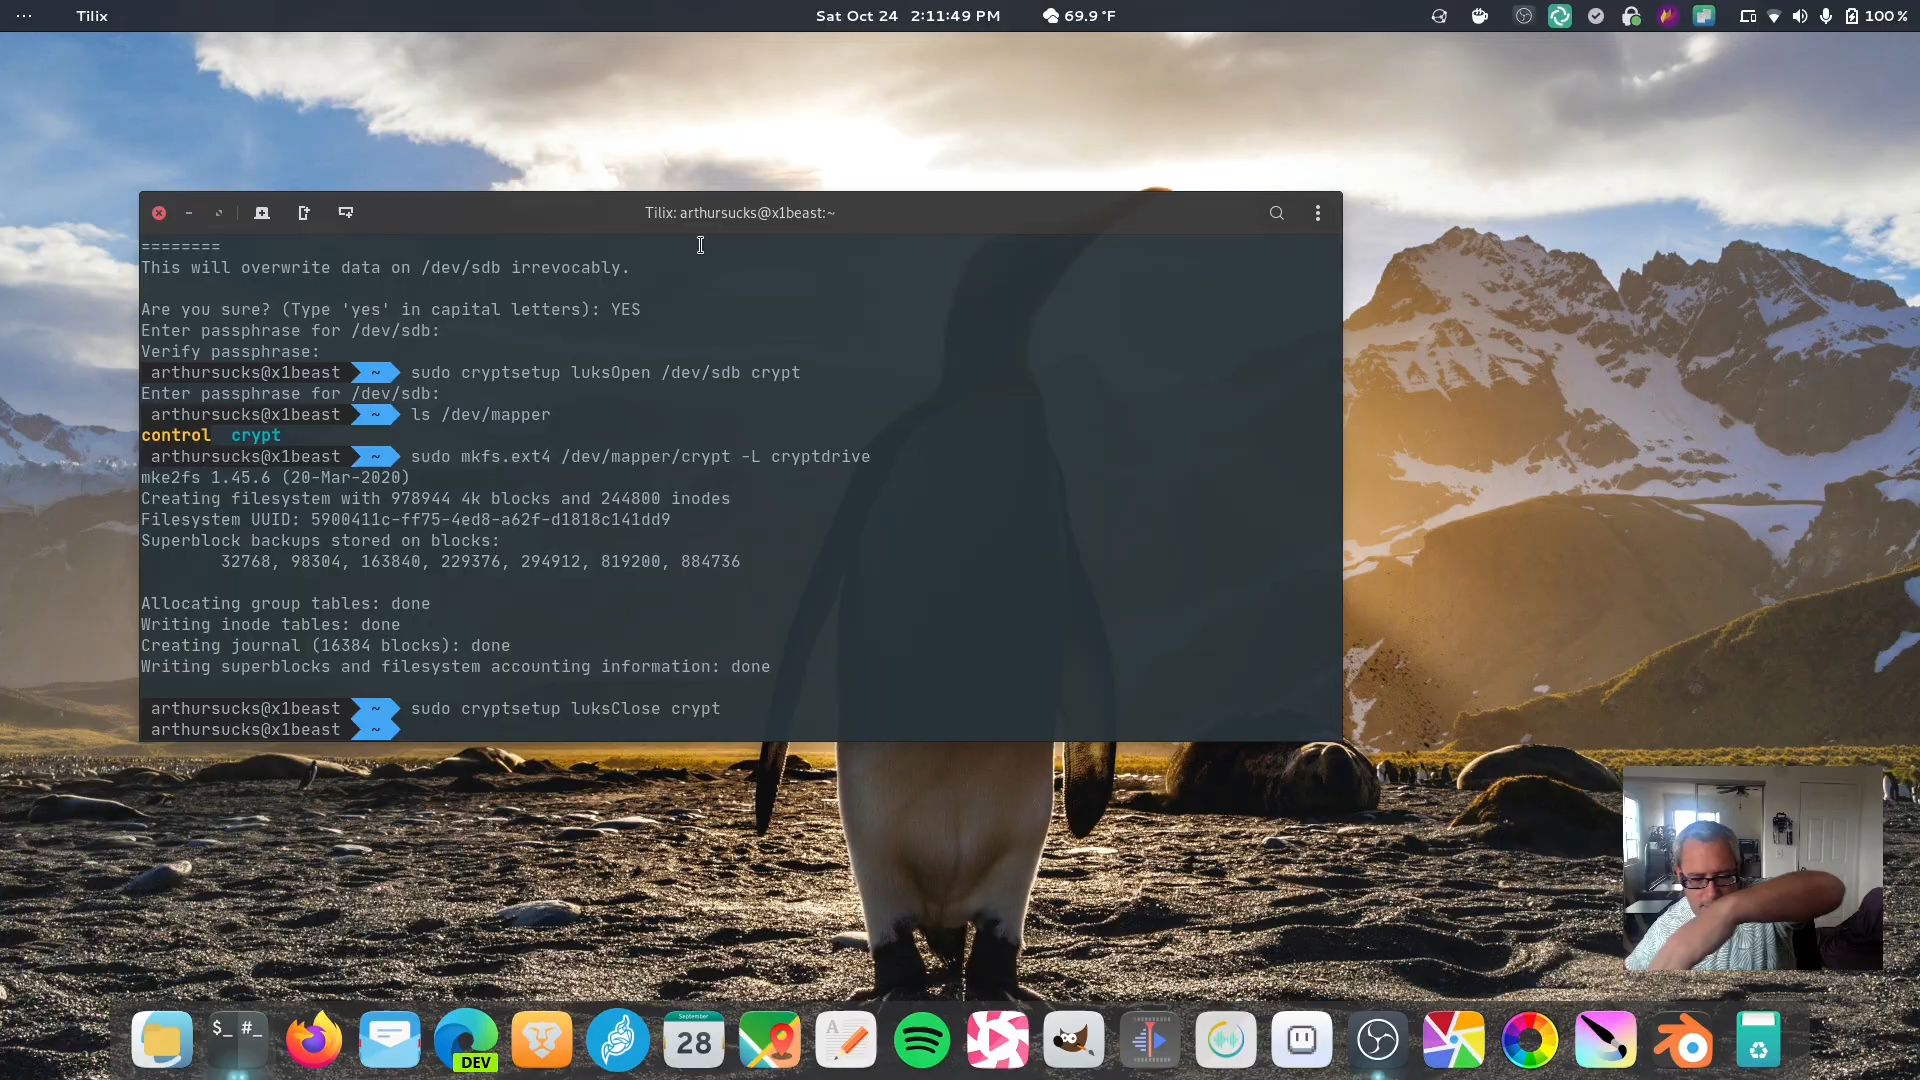 Tilix
Sat Oct 24 2:11:49 PM
69.9 °F
100 %
Tilix: arthursucks@x1beast:~
========
This will overwrite data on /dev/sdb irrevocably.
Are you sure? (Type 'yes' in capital letters): YES
Enter passphrase for /dev/sdb:
Verify passphrase:
arthursucks@x1beast ~ sudo cryptsetup luksOpen /dev/sdb crypt
Enter passphrase for /dev/sdb:
arthursucks@x1beast ~ ls /dev/mapper
control crypt
arthursucks@x1beast ~ sudo mkfs.ext4 /dev/mapper/crypt -L cryptdrive
mke2fs 1.45.6 (20-Mar-2020)
Creating filesystem with 978944 4k blocks and 244800 inodes
Filesystem UUID: 5900411c-ff75-4ed8-a62f-d1818c141dd9
Superblock backups stored on blocks:
32768, 98304, 163840, 229376, 294912, 819200, 884736
Allocating group tables: done
Writing inode tables: done
Creating journal (16384 blocks): done
Writing superblocks and filesystem accounting information: done
arthursucks@x1beast ~ sudo cryptsetup luksClose crypt
arthursucks@x1beast ~
$_ #_
DEV
September
28
A